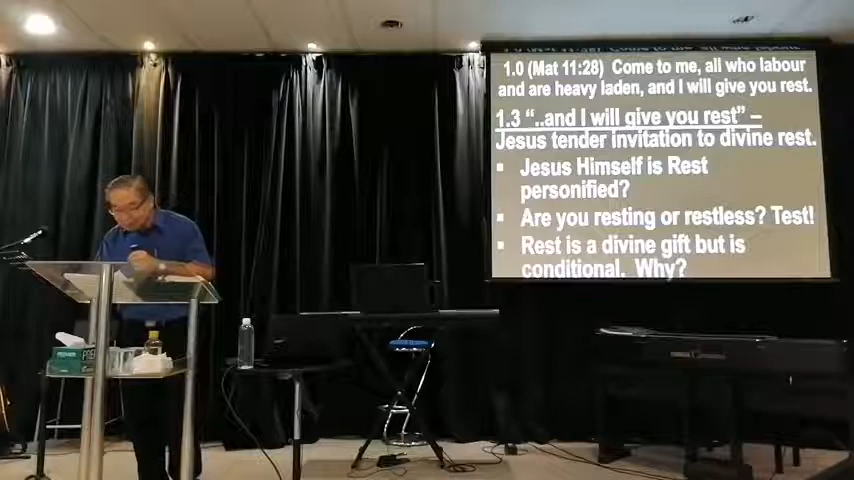 1.0 (Mat 11:28) Come to me, all who labour
and are heavy laden, and I will give you rest.
1.3 “..and I will give you rest” –
Jesus tender invitation to divine rest.
▪ Jesus Himself is Rest
personified?
▪ Are you resting or restless? Test!
▪ Rest is a divine gift but is
conditional. Why?